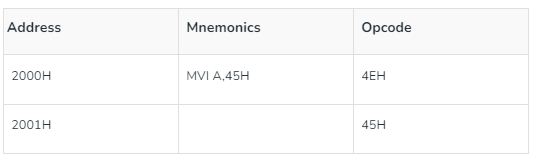 Address Mnemonics Opcode
2000H MVI A,45H 4EH
2001H 45H